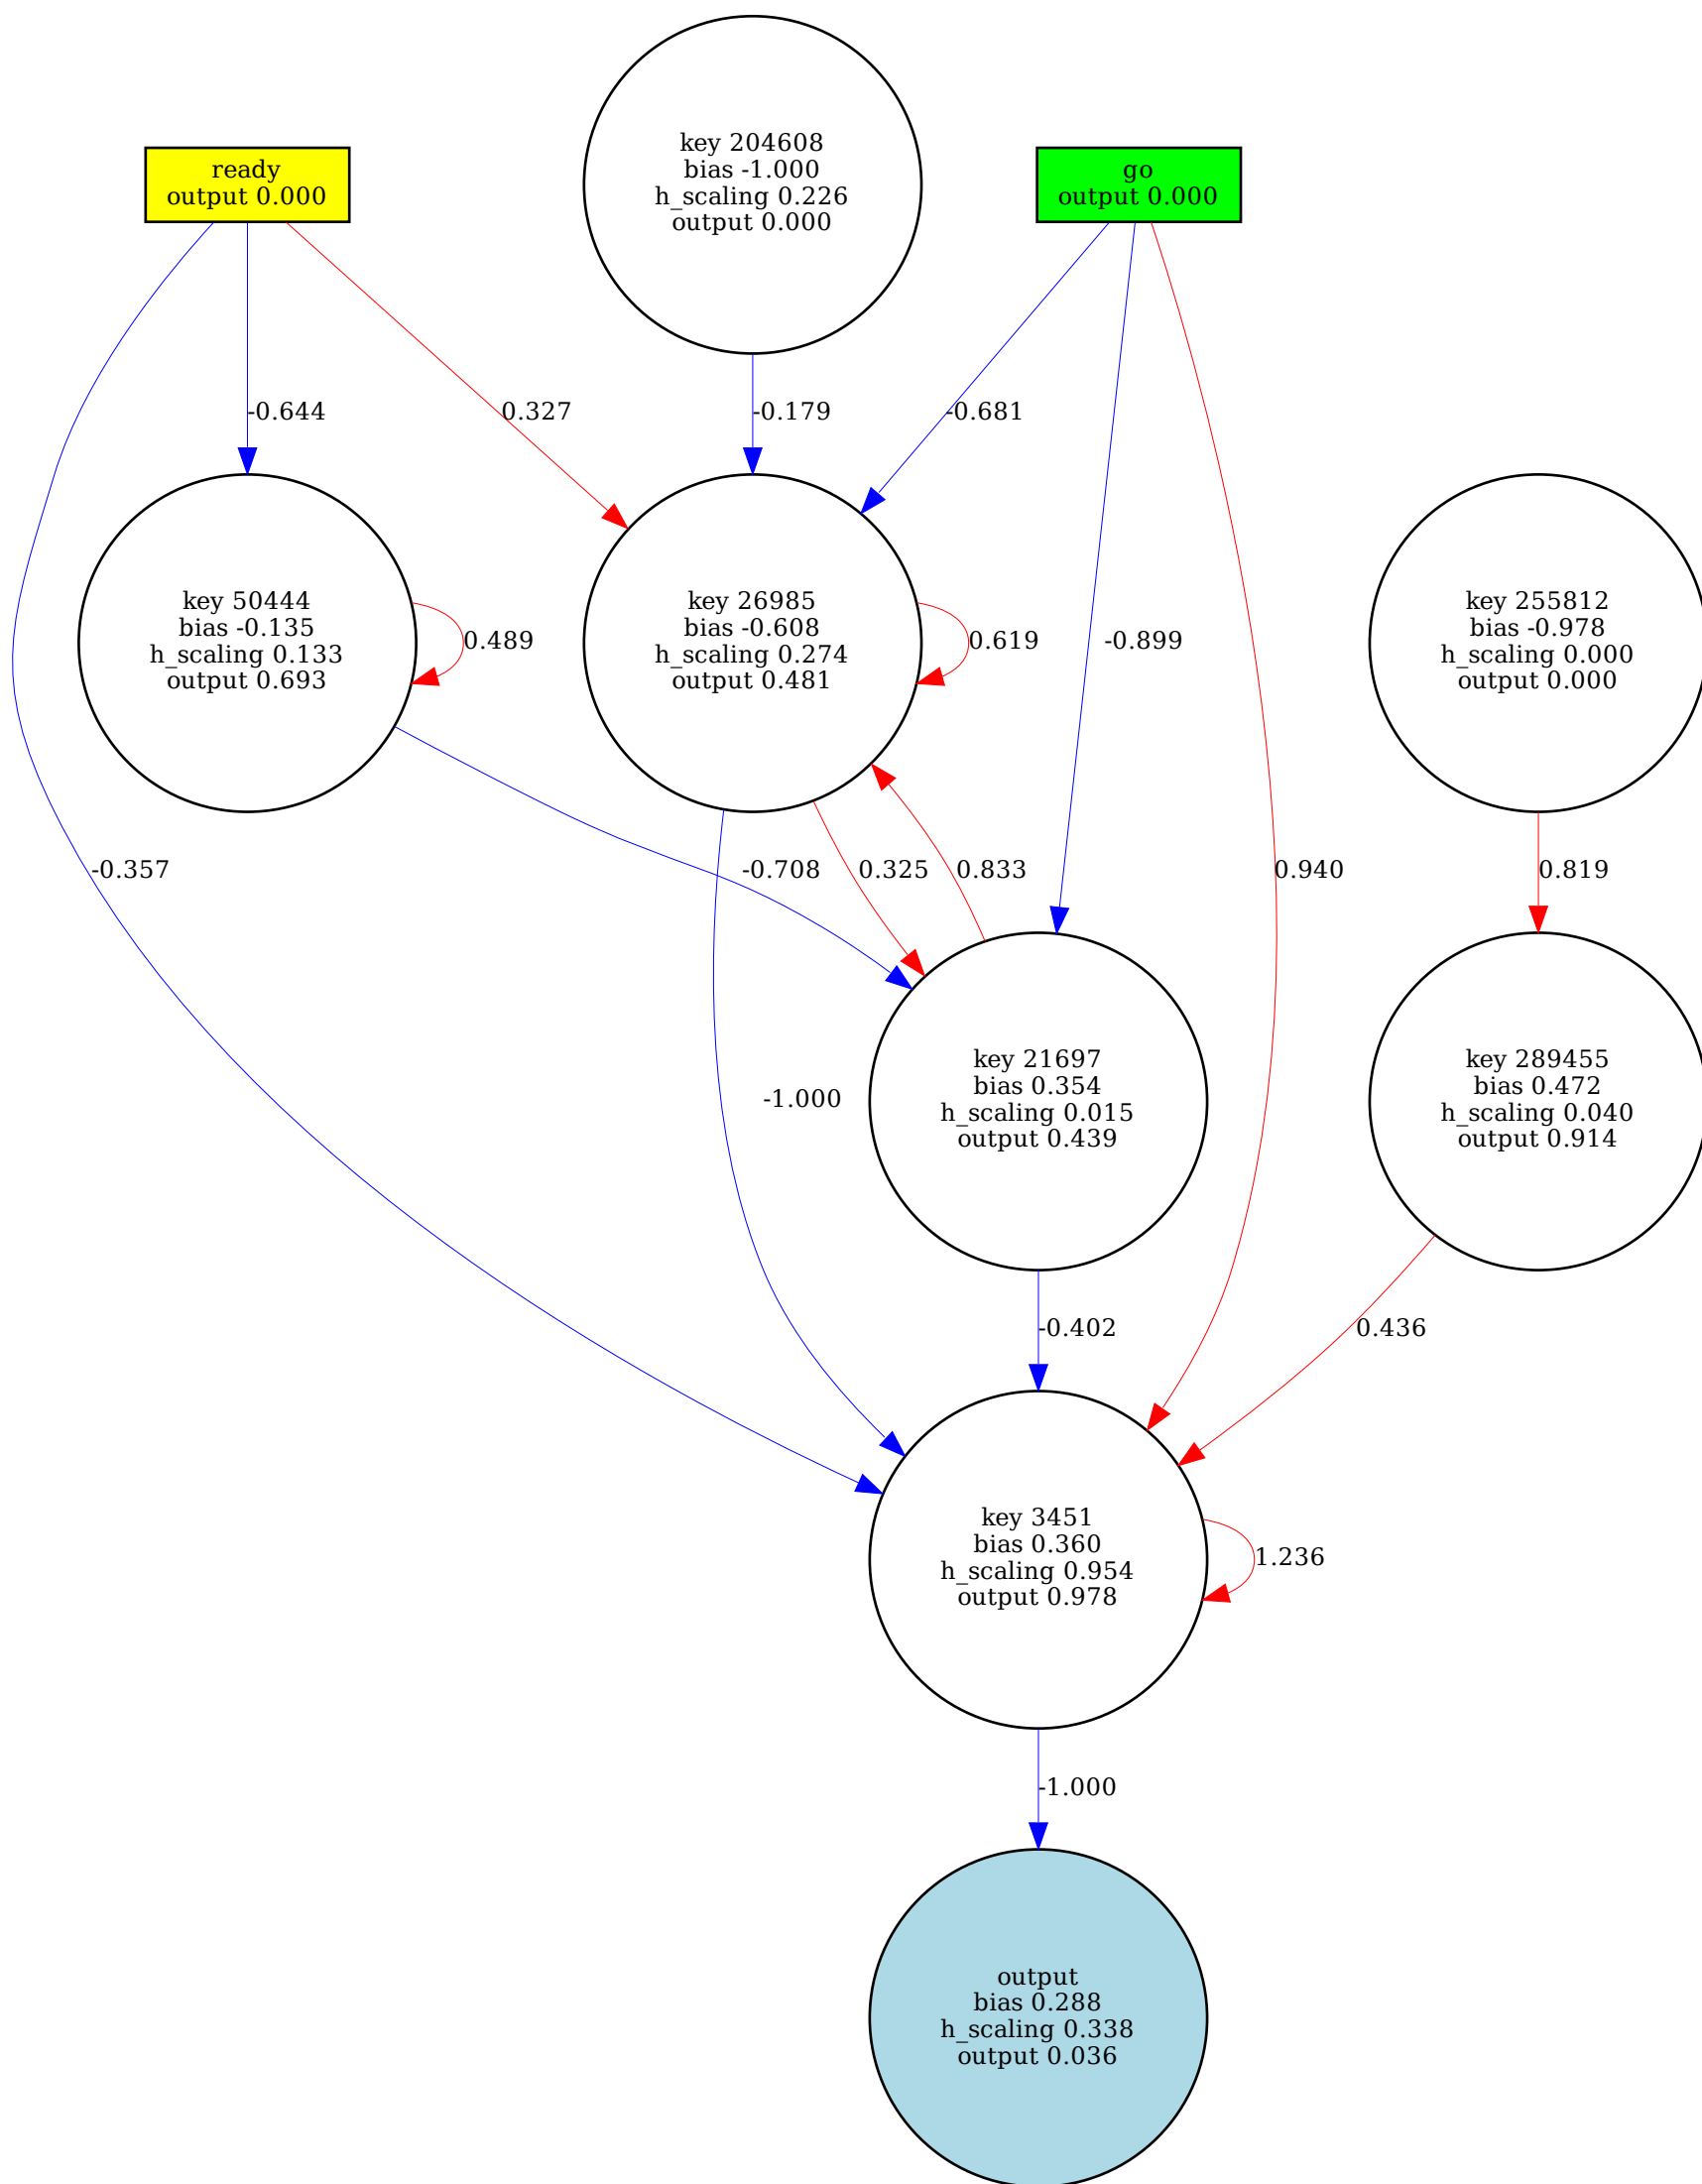 key 204608
bias -1.000
h_scaling 0.226
output 0.000
ready
output 0.000
go
output 0.000
-0.644
0.327
-0.179
-0.681
key 50444
bias -0.135
h_scaling 0.133
output 0.693
0.489
key 26985
bias -0.608
h_scaling 0.274
output 0.481
0.619
-0.899
key 255812
bias -0.978
h_scaling 0.000
output 0.000
-0.357
-0.708
0.325
0.833
0.940
0.819
-1.000
key 21697
bias 0.354
h_scaling 0.015
output 0.439
key 289455
bias 0.472
h_scaling 0.040
output 0.914
-0.402
0.436
key 3451
bias 0.360
h_scaling 0.954
output 0.978
1.236
-1.000
output
bias 0.288
h_scaling 0.338
output 0.036